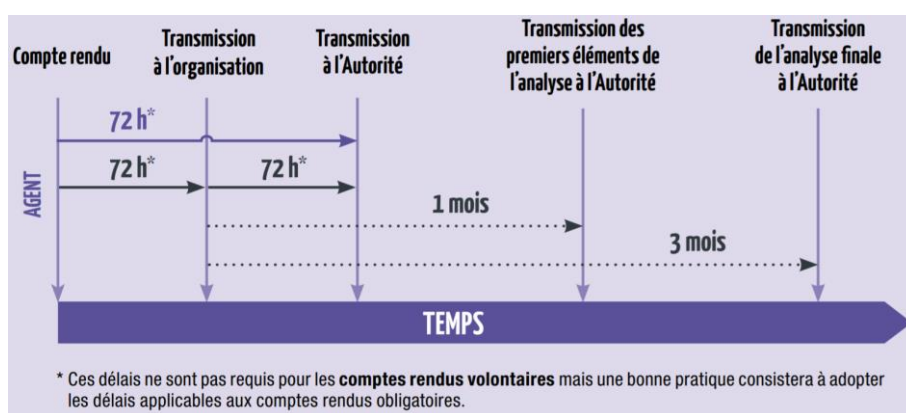 Compte rendu
Transmission
à l'organisation
Transmission
à l'Autorité
Transmission des
premiers éléments de
l'analyse à l'Autorité
Transmission
de l'analyse finale
à l'Autorité
AGENT
72 h*
72 h*
72 h*
1 mois
3 mois
TEMPS
* Ces délais ne sont pas requis pour les comptes rendus volontaires mais une bonne pratique consistera à adopter
les délais applicables aux comptes rendus obligatoires.